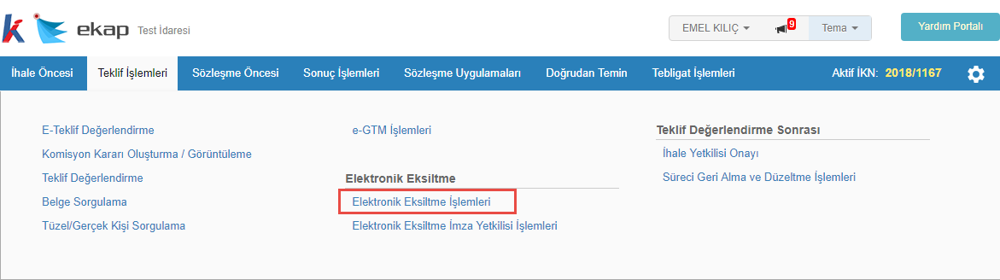 ekap Test İdaresi EMEL KILIÇ 9 Tema Yardım Portalı
İhale Öncesi Teklif İşlemleri Sözleşme Öncesi Sonuç İşlemleri Sözleşme Uygulamaları Doğrudan Temin Tebligat İşlemleri Aktif İKN: 2018/1167
E-Teklif Değerlendirme
Komisyon Kararı Oluşturma / Görüntüleme
Teklif Değerlendirme
Belge Sorgulama
Tüzel/Gerçek Kişi Sorgulama
e-GTM İşlemleri
Elektronik Eksiltme
Elektronik Eksiltme İşlemleri
Elektronik Eksiltme İmza Yetkilisi İşlemleri
Teklif Değerlendirme Sonrası
İhale Yetkilisi Onayı
Süreci Geri Alma ve Düzeltme İşlemleri